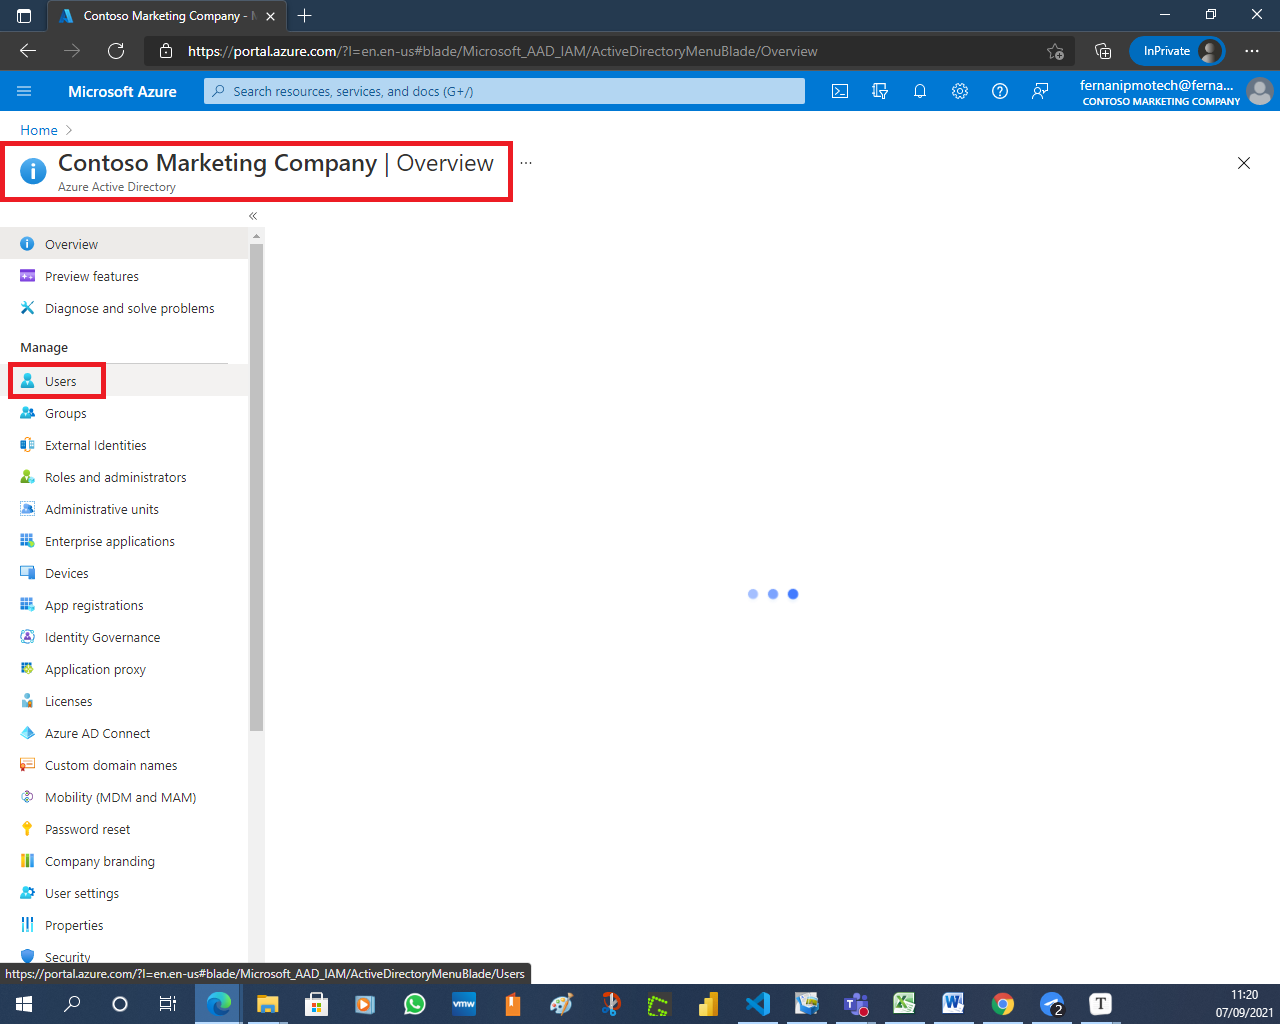 Contoso Marketing Company -
https://portal.azure.com/?l=en.en-us#blade/Microsoft_AAD_IAM/ActiveDirectoryMenuBlade/Overview
InPrivate
Microsoft Azure
Search resources, services, and docs (G+/)
fernanipmotech@ferna...
CONTOSO MARKETING COMPANY
Home
Contoso Marketing Company | Overview
Azure Active Directory
Overview
Preview features
Diagnose and solve problems
Manage
Users
Groups
External Identities
Roles and administrators
Administrative units
Enterprise applications
Devices
App registrations
Identity Governance
Application proxy
Licenses
Azure AD Connect
Custom domain names
Mobility (MDM and MAM)
Password reset
Company branding
User settings
Properties
Security
https://portal.azure.com/?l=en.en-us#blade/Microsoft_AAD_IAM/ActiveDirectoryMenuBlade/Users
vmw
2
T
11:20
07/09/2021